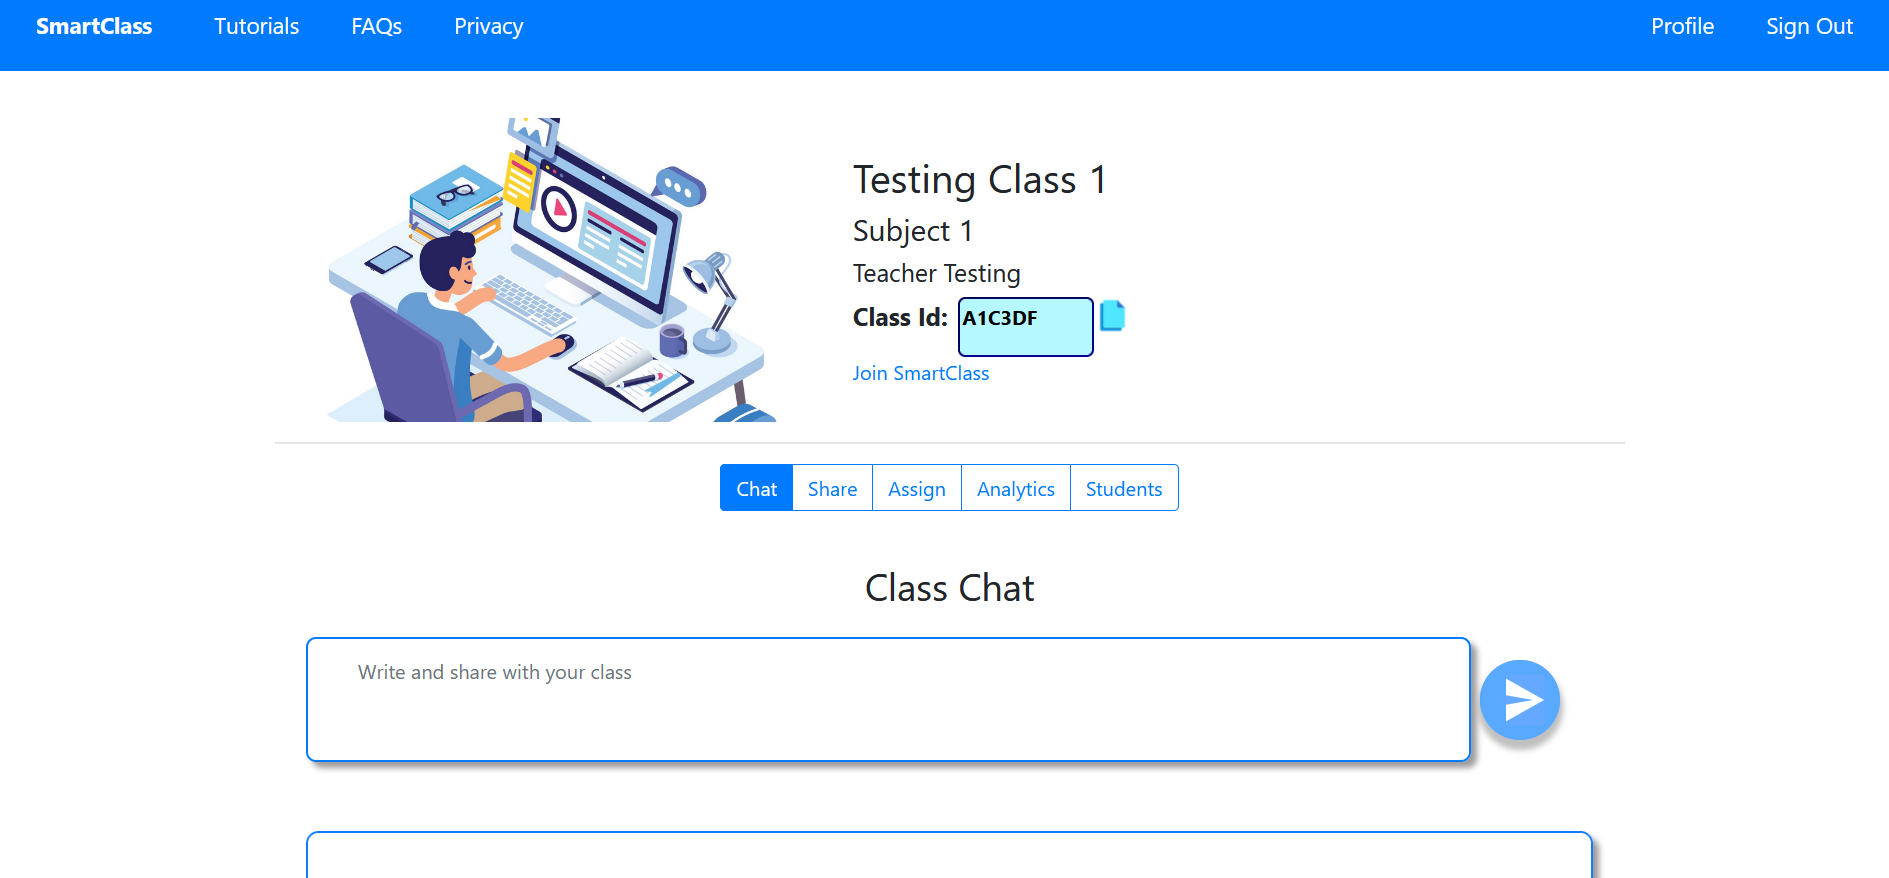 SmartClass Tutorials FAQs Privacy Profile Sign Out
Testing Class 1
Subject 1
Teacher Testing
Class Id: A1C3DF
Join SmartClass
Chat Share Assign Analytics Students
Class Chat
Write and share with your class